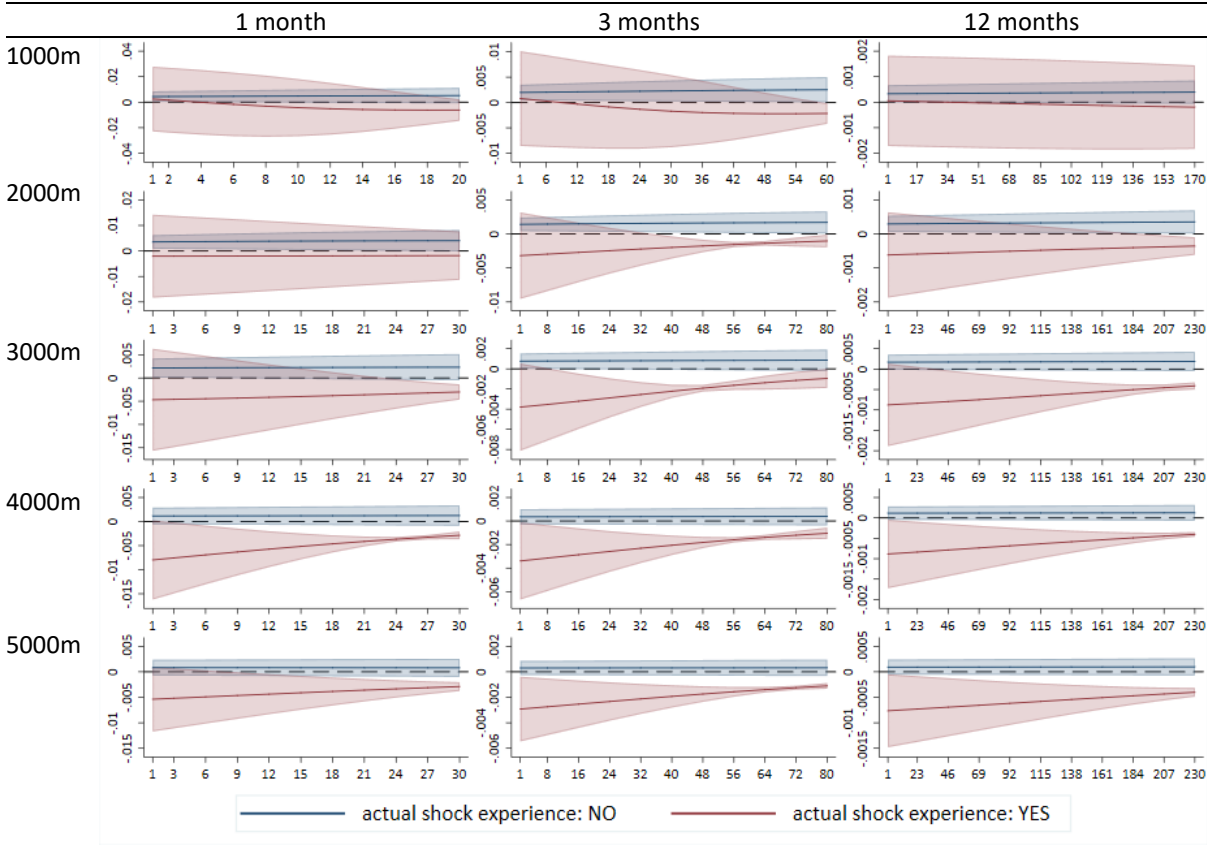 1 month 3 months 12 months
1000m
.04 .02 0 -.02 -.04
1 2 4 6 8 10 12 14 16 18 20
.01 .005 0 -.005 -.01
1 6 12 18 24 30 36 42 48 54 60
.002 .001 0 -.001 -.002
1 17 34 51 68 85 102 119 136 153 170
2000m
.02 .01 0 -.01 -.02
1 3 6 9 12 15 18 21 24 27 30
.005 0 -.005 -.01
1 8 16 24 32 40 48 56 64 72 80
.001 0 -.001 -.002
1 23 46 69 92 115 138 161 184 207 230
3000m
.005 0 -.005 -.01 -.015
1 3 6 9 12 15 18 21 24 27 30
.002 0 -.002 -.004 -.006 -.008
1 8 16 24 32 40 48 56 64 72 80
.0005 0 -.0005 -.001 -.0015 -.002
1 23 46 69 92 115 138 161 184 207 230
4000m
.005 0 -.005 -.01 -.015
1 3 6 9 12 15 18 21 24 27 30
.002 0 -.002 -.004 -.006
1 8 16 24 32 40 48 56 64 72 80
.0005 0 -.0005 -.001 -.0015 -.002
1 23 46 69 92 115 138 161 184 207 230
5000m
.005 0 -.005 -.01 -.015
1 3 6 9 12 15 18 21 24 27 30
.002 0 -.002 -.004 -.006
1 8 16 24 32 40 48 56 64 72 80
.0005 0 -.0005 -.001 -.0015
1 23 46 69 92 115 138 161 184 207 230
actual shock experience: NO actual shock experience: YES